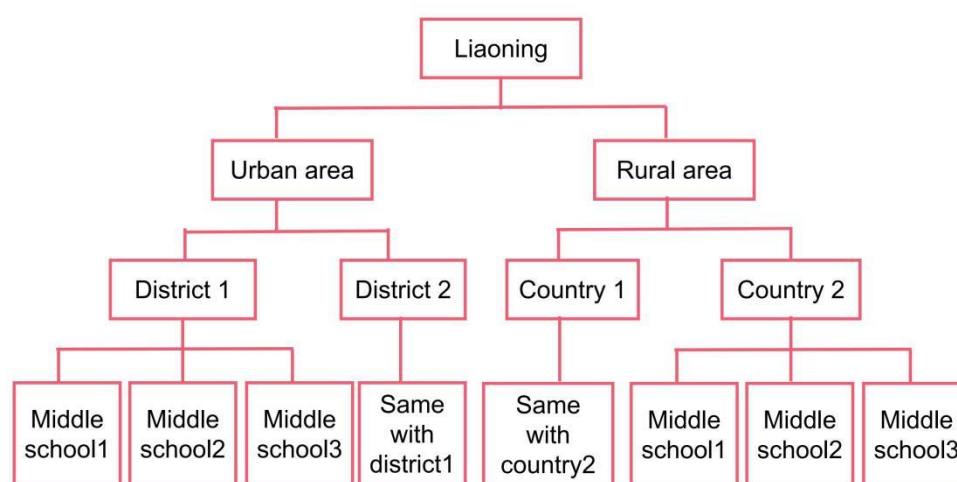 Liaoning
Urban area
Rural area
District 1
District 2
Country 1
Country 2
Middle
school1
Middle
school2
Middle
school3
Same
with
district1
Same
with
country2
Middle
school1
Middle
school2
Middle
school3